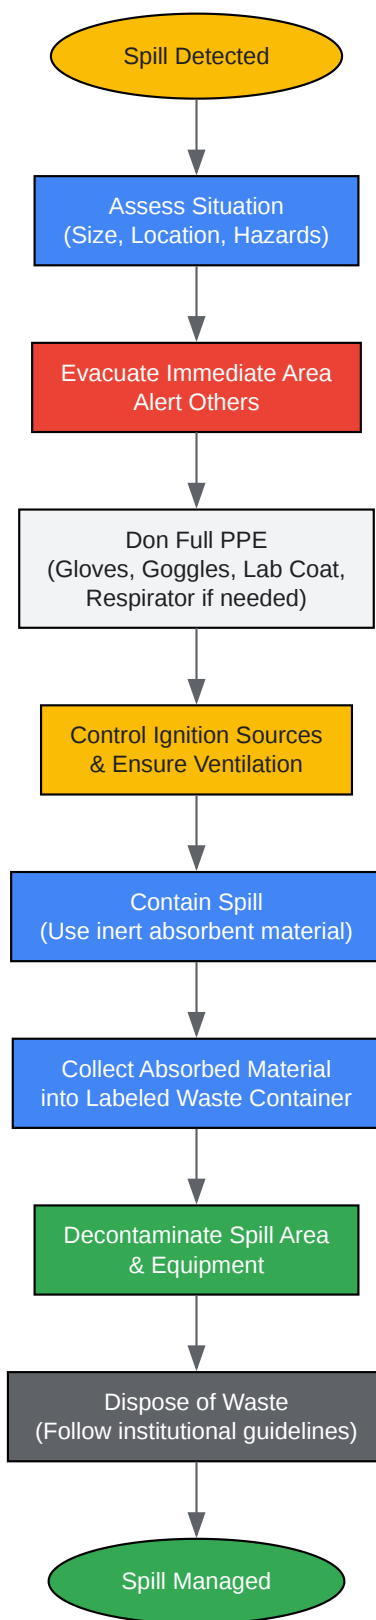 Spill Detected
Assess Situation
(Size, Location, Hazards)
Evacuate Immediate Area
Alert Others
Don Full PPE
(Gloves, Goggles, Lab Coat,
Respirator if needed)
Control Ignition Sources
& Ensure Ventilation
Contain Spill
(Use inert absorbent material)
Collect Absorbed Material
into Labeled Waste Container
Decontaminate Spill Area
& Equipment
Dispose of Waste
(Follow institutional guidelines)
Spill Managed